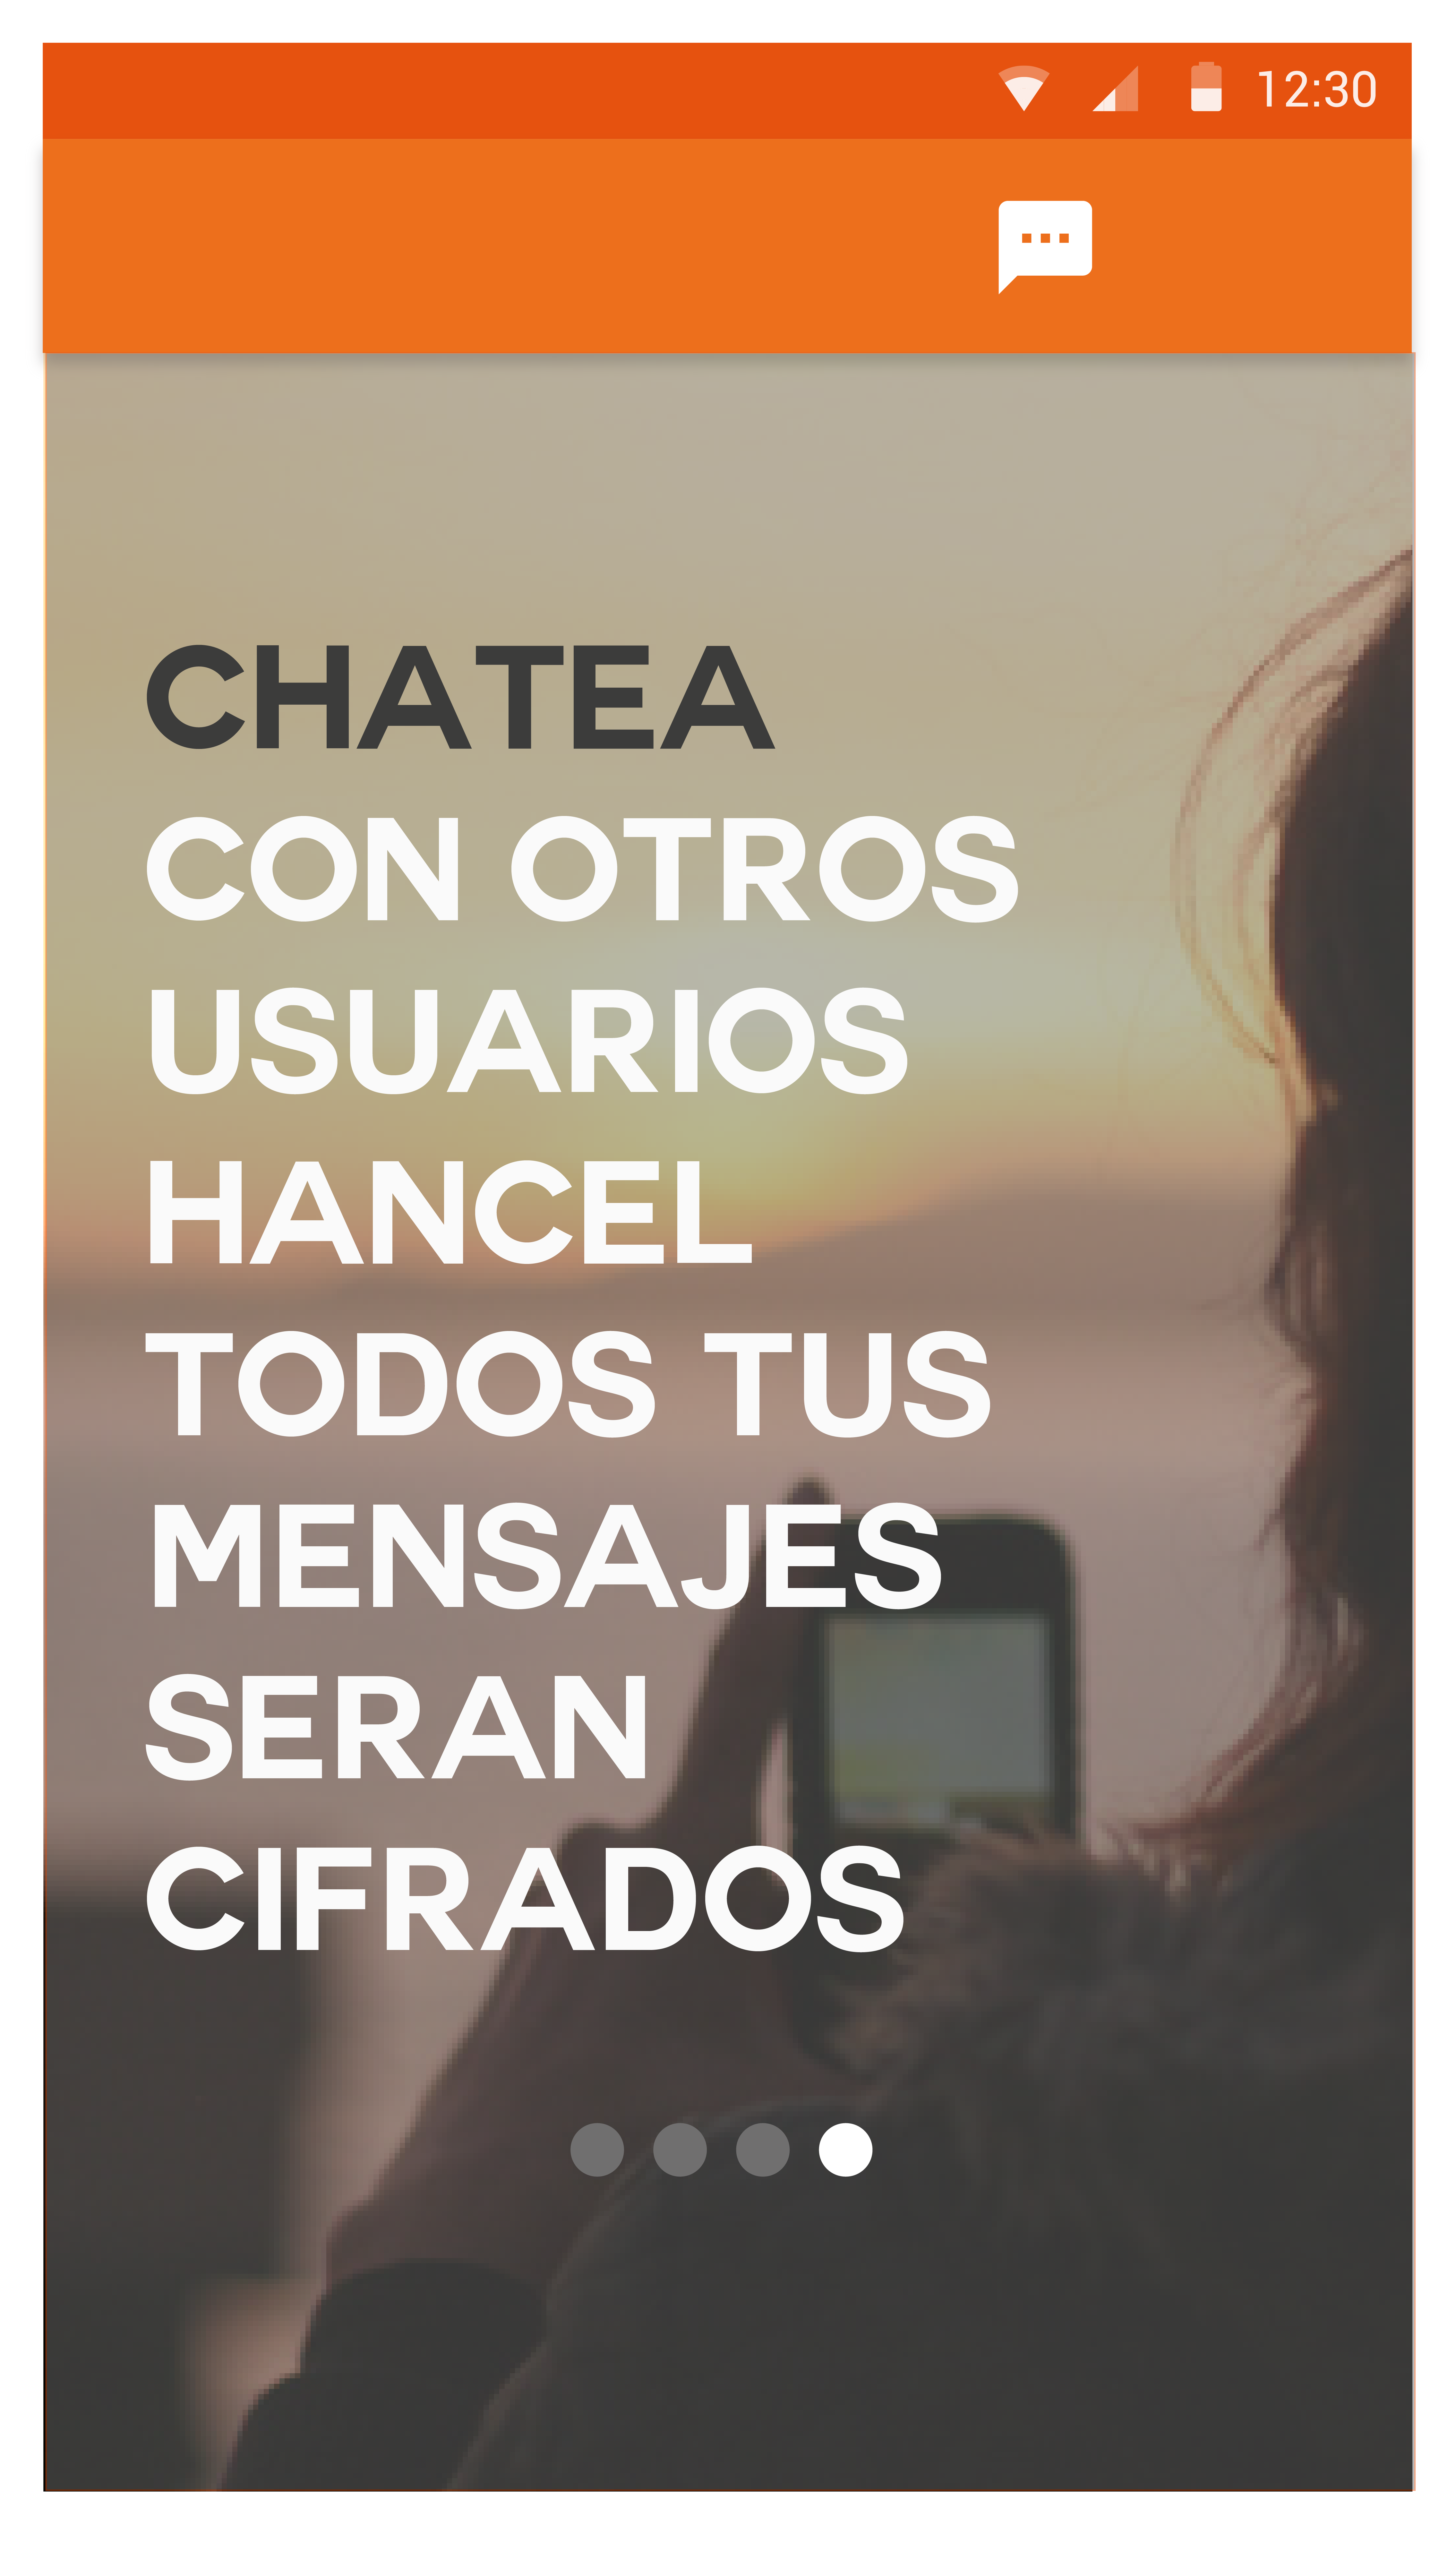 12:30
CHATEA
CON OTROS
USUARIOS
HANCEL
TODOS TUS
MENSAJES
SERAN
CIFRADOS